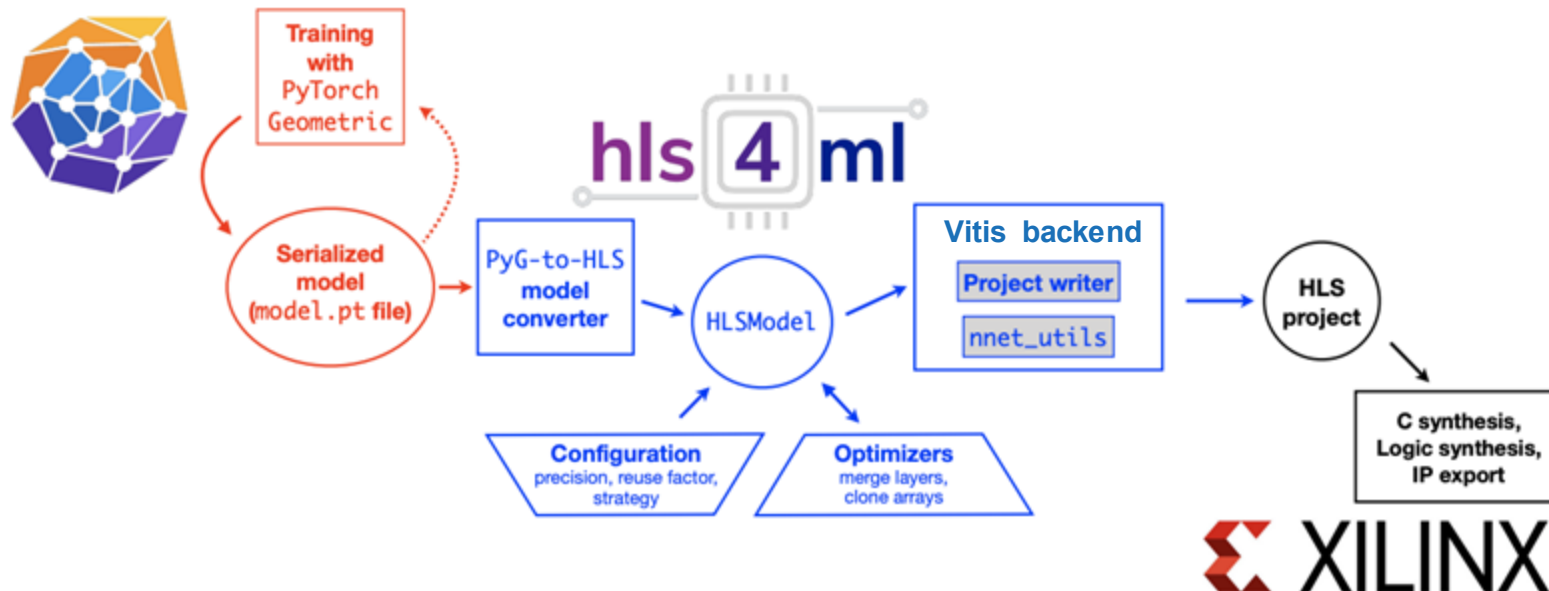 Training
with
PyTorch
Geometric
hls 4 ml
Serialized
model
(model.pt file)
PyG-to-HLS
model
converter
HLSModel
Vitis backend
Project writer
nnet_utils
HLS
project
Configuration
precision, reuse factor,
strategy
Optimizers
merge layers,
clone arrays
C synthesis,
Logic synthesis,
IP export
XILINX